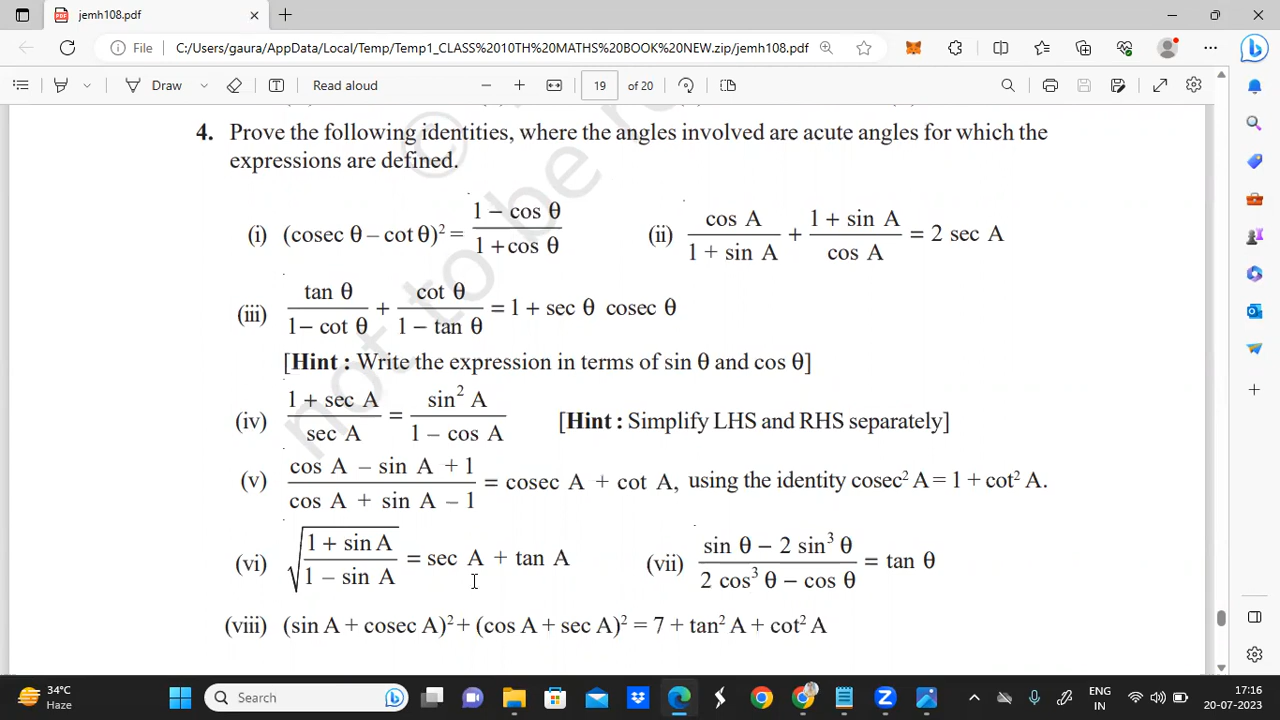 jemh108.pdf
File C:/Users/gaura/AppData/Local/Temp/Temp1_CLASS%2010TH%20MATHS%20BOOK%20NEW.zip/jemh108.pdf
Draw Read aloud 19 of 20
4. Prove the following identities, where the angles involved are acute angles for which the
expressions are defined.
(i) (cosec θ – cot θ)² = (1 – cos θ)/(1 + cos θ) (ii) cos A/(1 + sin A) + (1 + sin A)/cos A = 2 sec A
(iii) tan θ/(1 – cot θ) + cot θ/(1 – tan θ) = 1 + sec θ cosec θ
[Hint : Write the expression in terms of sin θ and cos θ]
(iv) (1 + sec A)/sec A = sin² A/(1 – cos A) [Hint : Simplify LHS and RHS separately]
(v) (cos A – sin A + 1)/(cos A + sin A – 1) = cosec A + cot A, using the identity cosec² A = 1 + cot² A.
(vi) √((1 + sin A)/(1 – sin A)) = sec A + tan A (vii) (sin θ – 2 sin³ θ)/(2 cos³ θ – cos θ) = tan θ
(viii) (sin A + cosec A)² + (cos A + sec A)² = 7 + tan² A + cot² A
©
not to be r
34°C
Haze
Search
ENG
IN
17:16
20-07-2023